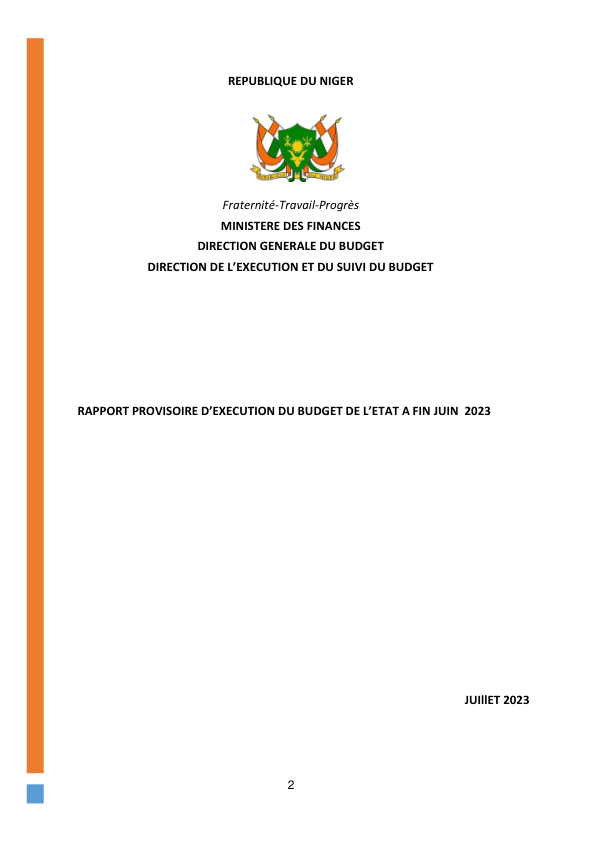 REPUBLIQUE DU NIGER
Fraternité-Travail-Progrès
MINISTERE DES FINANCES
DIRECTION GENERALE DU BUDGET
DIRECTION DE L’EXECUTION ET DU SUIVI DU BUDGET
RAPPORT PROVISOIRE D’EXECUTION DU BUDGET DE L’ETAT A FIN JUIN 2023
JUIllET 2023
2